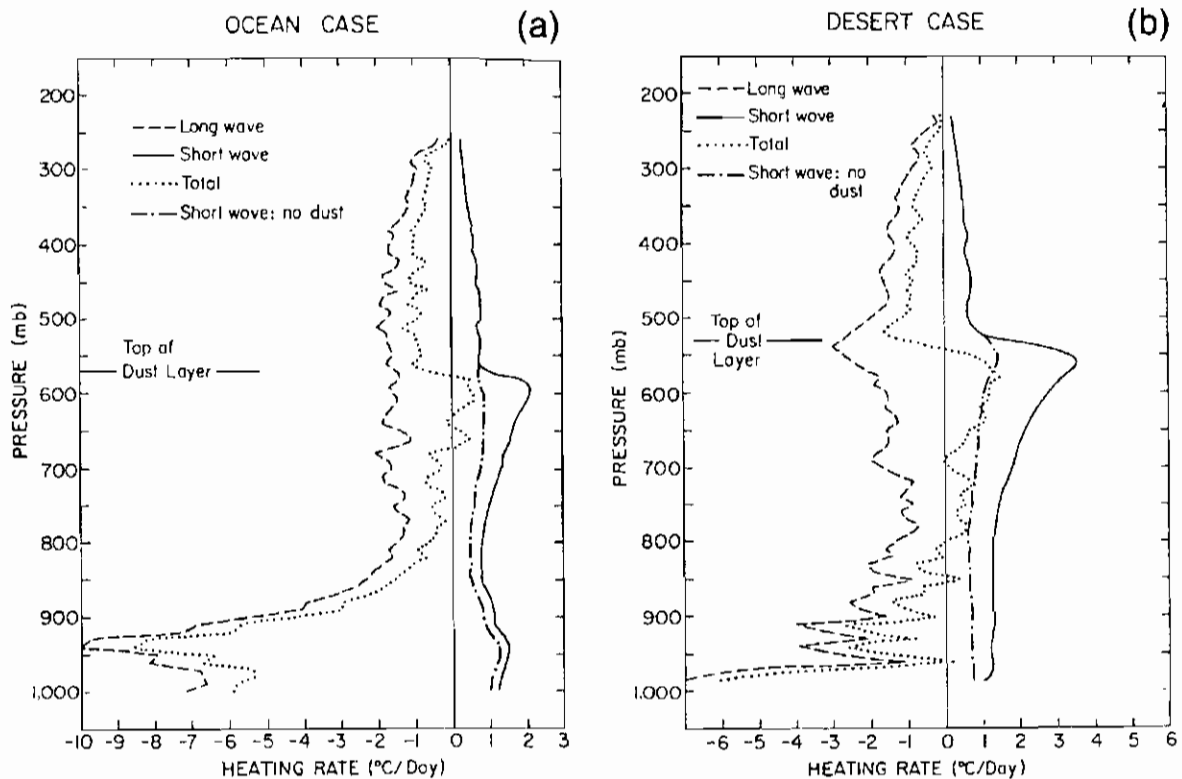 OCEAN CASE
(a)
200
300
400
500
600
700
800
900
1,000
PRESSURE (mb)
Long wave
Short wave
Total
Short wave: no dust
Top of
Dust Layer
-10 -9 -8 -7 -6 -5 -4 -3 -2 -1 0 1 2 3
HEATING RATE (°C/Day)
DESERT CASE
(b)
200
300
400
500
600
700
800
900
1,000
PRESSURE (mb)
Long wave
Short wave
Total
Short wave: no
dust
Top of
Dust
Layer
-6 -5 -4 -3 -2 -1 0 1 2 3 4 5 6
HEATING RATE (°C/Day)